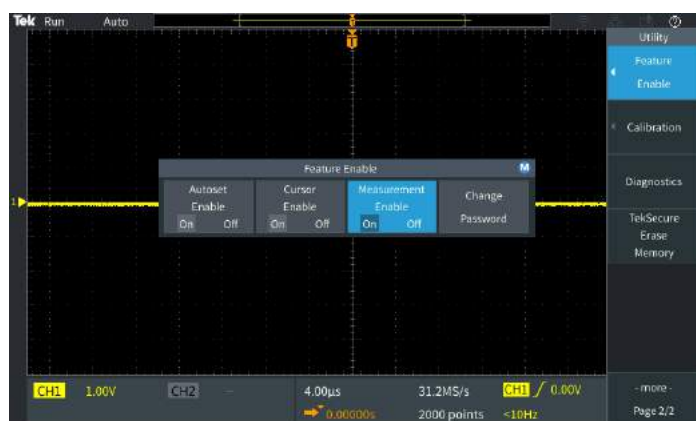 Tek Run Auto
T
Utility
Feature
Enable
Calibration
Diagnostics
TekSecure
Erase
Memory
- more -
Page 2/2
Feature Enable M
Autoset
Enable
On Off
Cursor
Enable
On Off
Measurement
Enable
On Off
Change
Password
1
CH1 1.00V CH2 --- 4.00µs 31.2MS/s CH1 0.00V
0.00000s 2000 points <10Hz